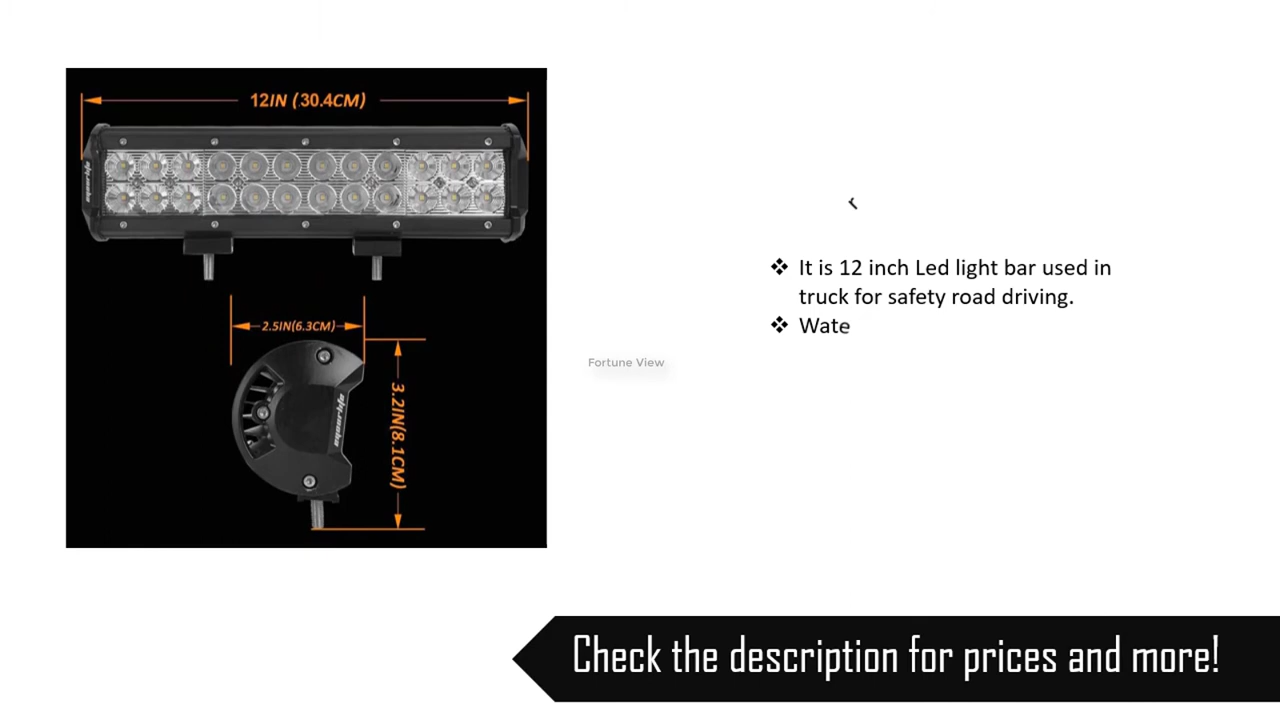 12IN (30.4CM)
2.5IN(6.3CM)
3.2IN(8.1CM)
❖ It is 12 inch Led light bar used in
truck for safety road driving.
❖ Wate
Fortune View
Check the description for prices and more!